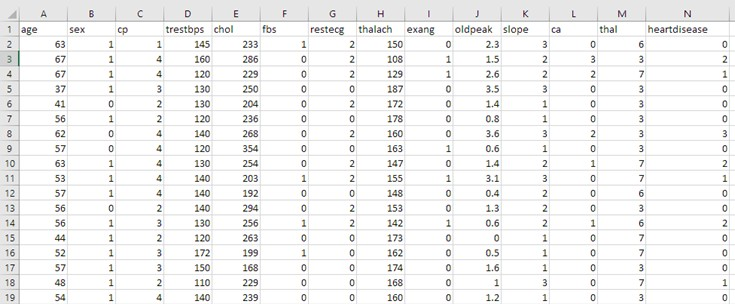 A B C D E F G H I J K L M N
1 age sex cp trestbps chol fbs restecg thalach exang oldpeak slope ca thal heartdisease
2 63 1 1 145 233 1 2 150 0 2.3 3 0 6 0
3 67 1 4 160 286 0 2 108 1 1.5 2 3 3 2
4 67 1 4 120 229 0 2 129 1 2.6 2 2 7 1
5 37 1 3 130 250 0 0 187 0 3.5 3 0 3 0
6 41 0 2 130 204 0 2 172 0 1.4 1 0 3 0
7 56 1 2 120 236 0 0 178 0 0.8 1 0 3 0
8 62 0 4 140 268 0 2 160 0 3.6 3 2 3 3
9 57 0 4 120 354 0 0 163 1 0.6 1 0 3 0
10 63 1 4 130 254 0 2 147 0 1.4 2 1 7 2
11 53 1 4 140 203 1 2 155 1 3.1 3 0 7 1
12 57 1 4 140 192 0 0 148 0 0.4 2 0 6 0
13 56 0 2 140 294 0 2 153 0 1.3 2 0 3 0
14 56 1 3 130 256 1 2 142 1 0.6 2 1 6 2
15 44 1 2 120 263 0 0 173 0 0 1 0 7 0
16 52 1 3 172 199 1 0 162 0 0.5 1 0 7 0
17 57 1 3 150 168 0 0 174 0 1.6 1 0 3 0
18 48 1 2 110 229 0 0 168 0 1 3 0 7 1
19 54 1 4 140 239 0 0 160 0 1.2 1 0 3 0